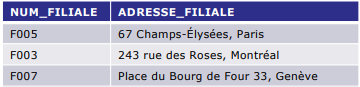 NUM_FILIALE ADRESSE_FILIALE
F005 67 Champs-Élysées, Paris
F003 243 rue des Roses, Montréal
F007 Place du Bourg de Four 33, Genève